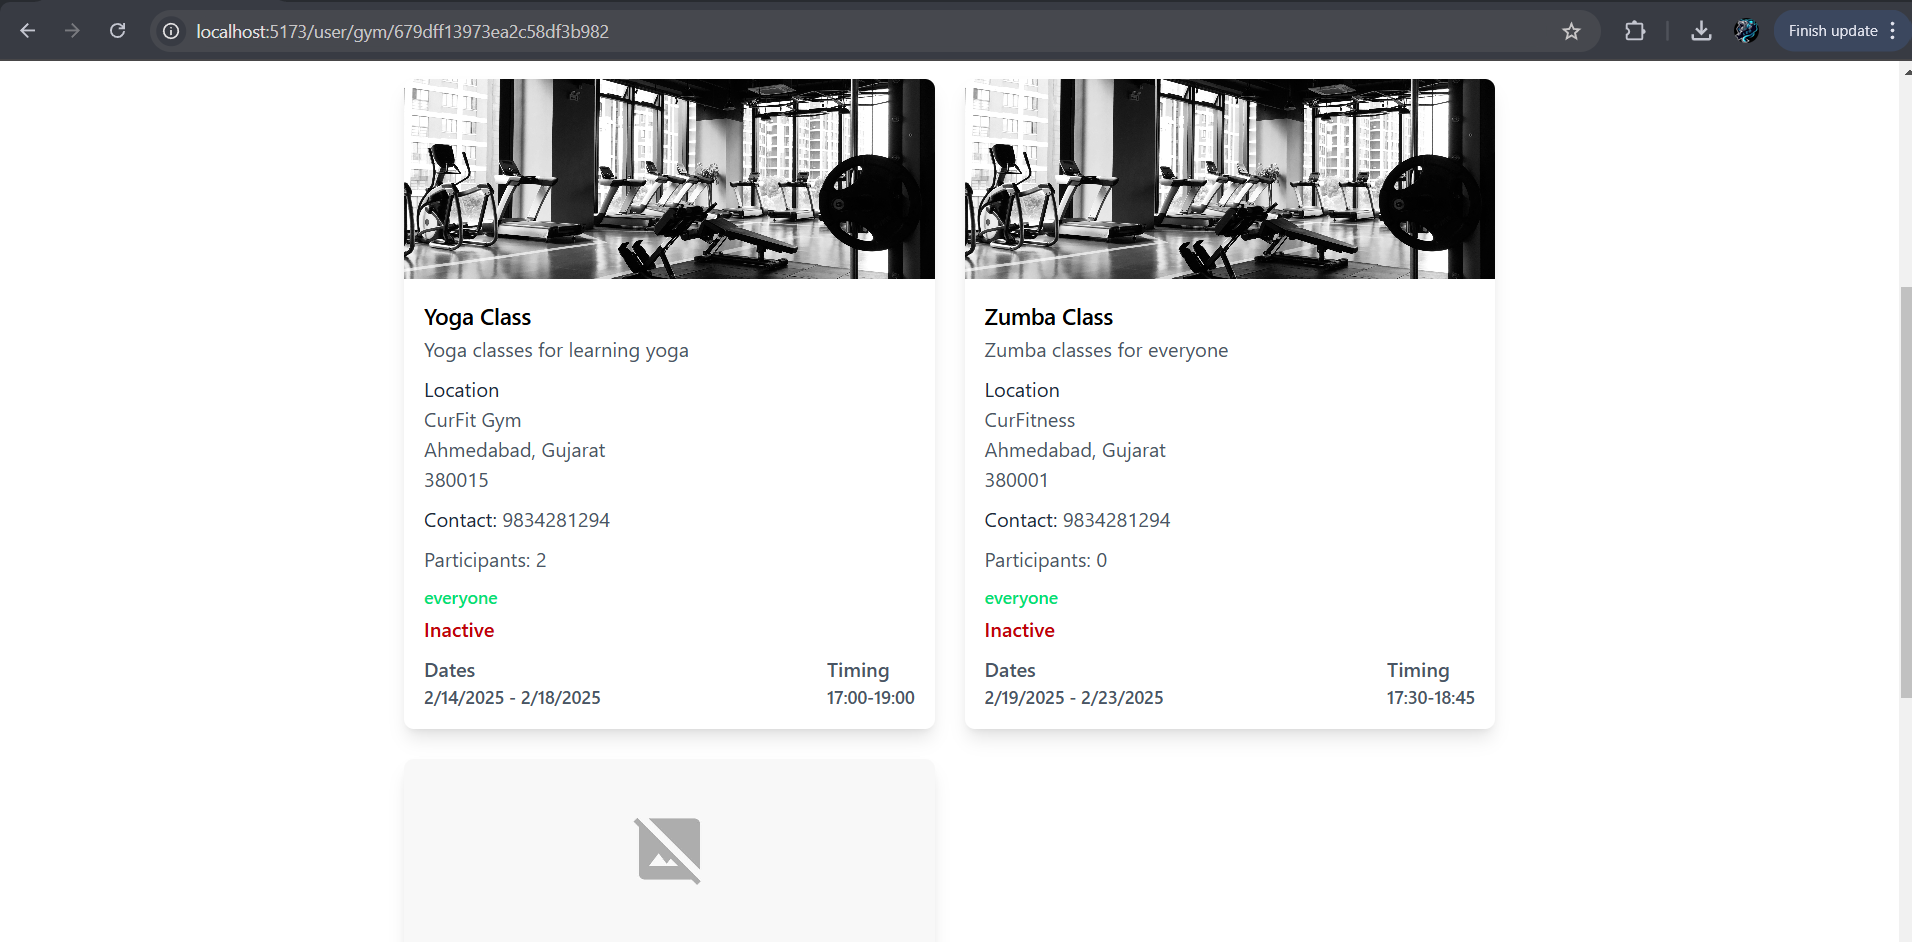 localhost:5173/user/gym/679dff13973ea2c58df3b982
Finish update
Yoga Class
Yoga classes for learning yoga
Location
CurFit Gym
Ahmedabad, Gujarat
380015
Contact: 9834281294
Participants: 2
everyone
Inactive
Dates
Timing
2/14/2025 - 2/18/2025
17:00-19:00
Zumba Class
Zumba classes for everyone
Location
CurFitness
Ahmedabad, Gujarat
380001
Contact: 9834281294
Participants: 0
everyone
Inactive
Dates
Timing
2/19/2025 - 2/23/2025
17:30-18:45